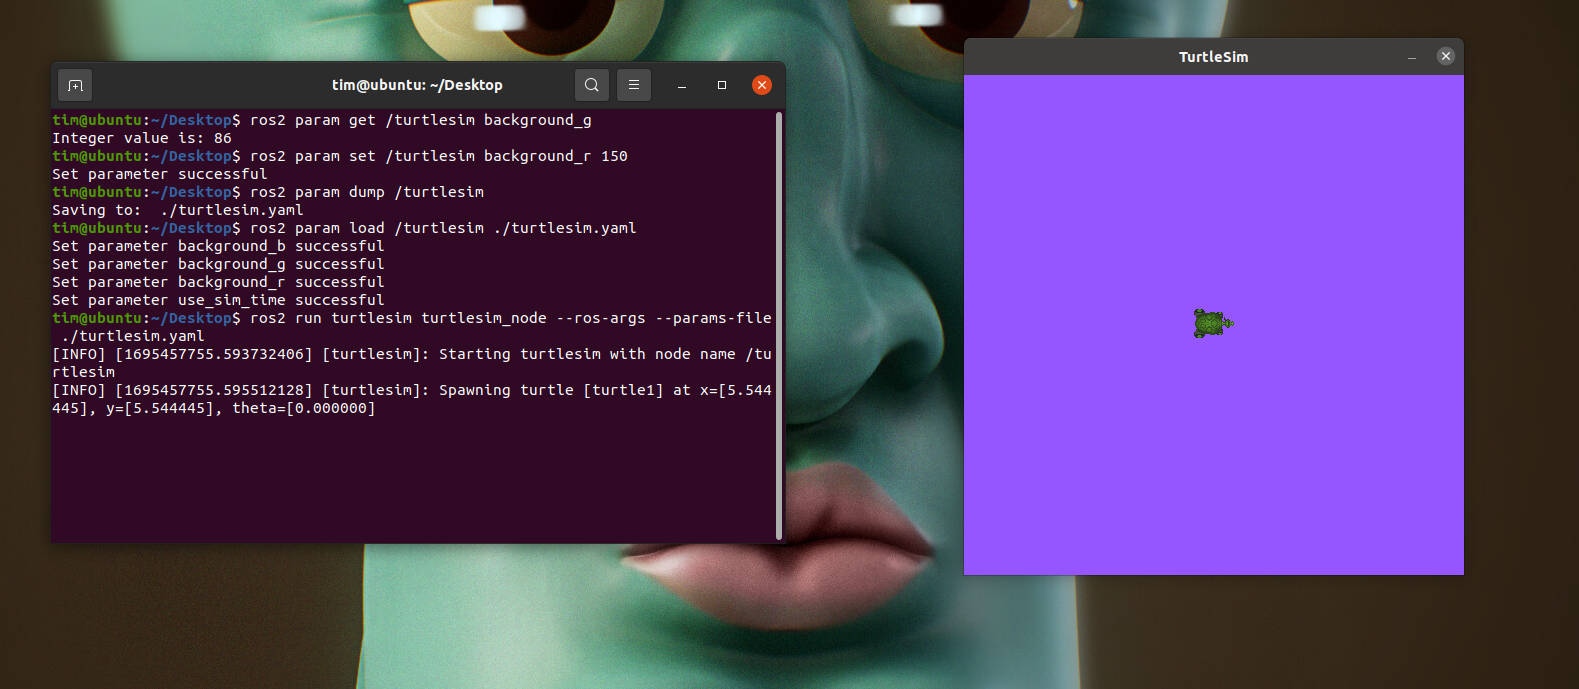 tim@ubuntu: ~/Desktop
tim@ubuntu:~/Desktop$ ros2 param get /turtlesim background_g
Integer value is: 86
tim@ubuntu:~/Desktop$ ros2 param set /turtlesim background_r 150
Set parameter successful
tim@ubuntu:~/Desktop$ ros2 param dump /turtlesim
Saving to:  ./turtlesim.yaml
tim@ubuntu:~/Desktop$ ros2 param load /turtlesim ./turtlesim.yaml
Set parameter background_b successful
Set parameter background_g successful
Set parameter background_r successful
Set parameter use_sim_time successful
tim@ubuntu:~/Desktop$ ros2 run turtlesim turtlesim_node --ros-args --params-file
 ./turtlesim.yaml
[INFO] [1695457755.593732406] [turtlesim]: Starting turtlesim with node name /tu
rtlesim
[INFO] [1695457755.595512128] [turtlesim]: Spawning turtle [turtle1] at x=[5.544
445], y=[5.544445], theta=[0.000000]
TurtleSim